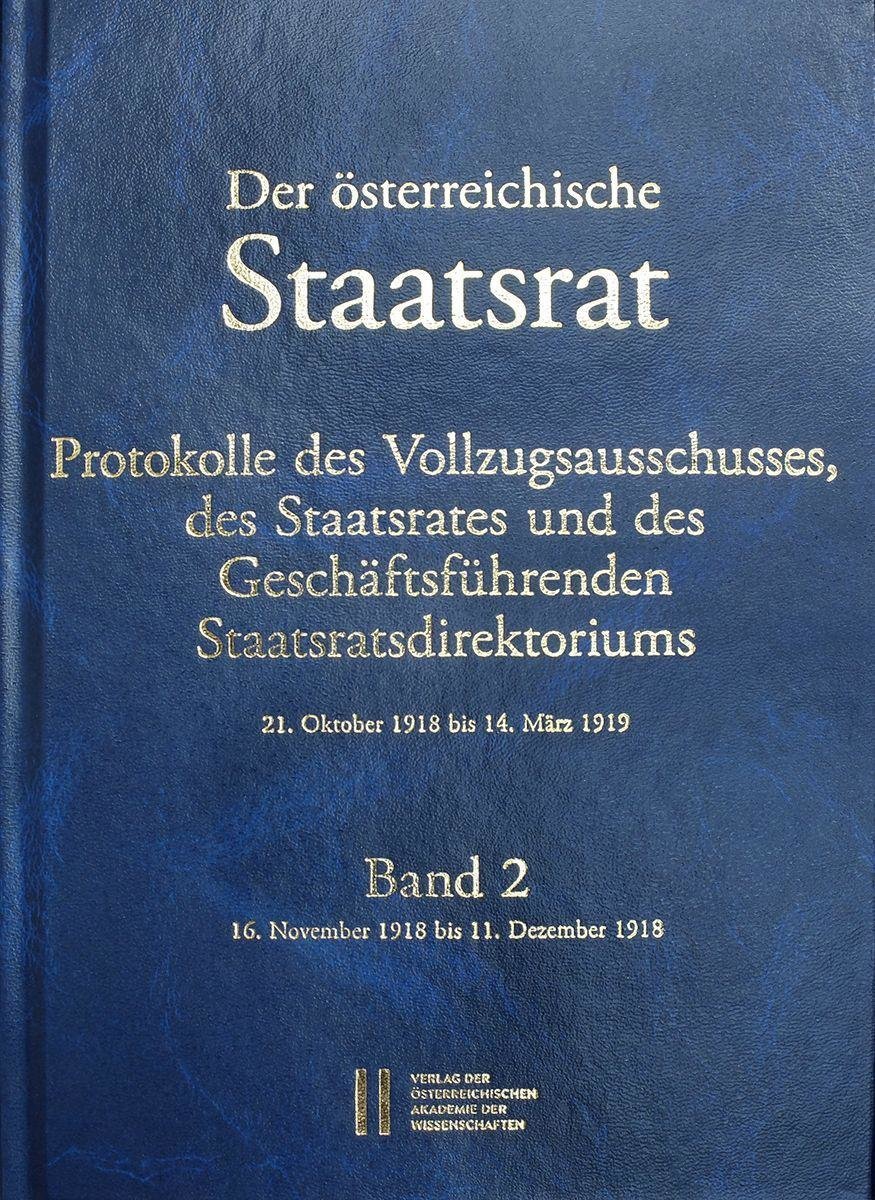 Der österreichische
Staatsrat
Protokolle des Vollzugsausschusses,
des Staatsrates und des
Geschäftsführenden
Staatsratsdirektoriums
21. Oktober 1918 bis 14. März 1919
Band 2
16. November 1918 bis 11. Dezember 1918
VERLAG DER
ÖSTERREICHISCHEN
AKADEMIE DER
WISSENSCHAFTEN